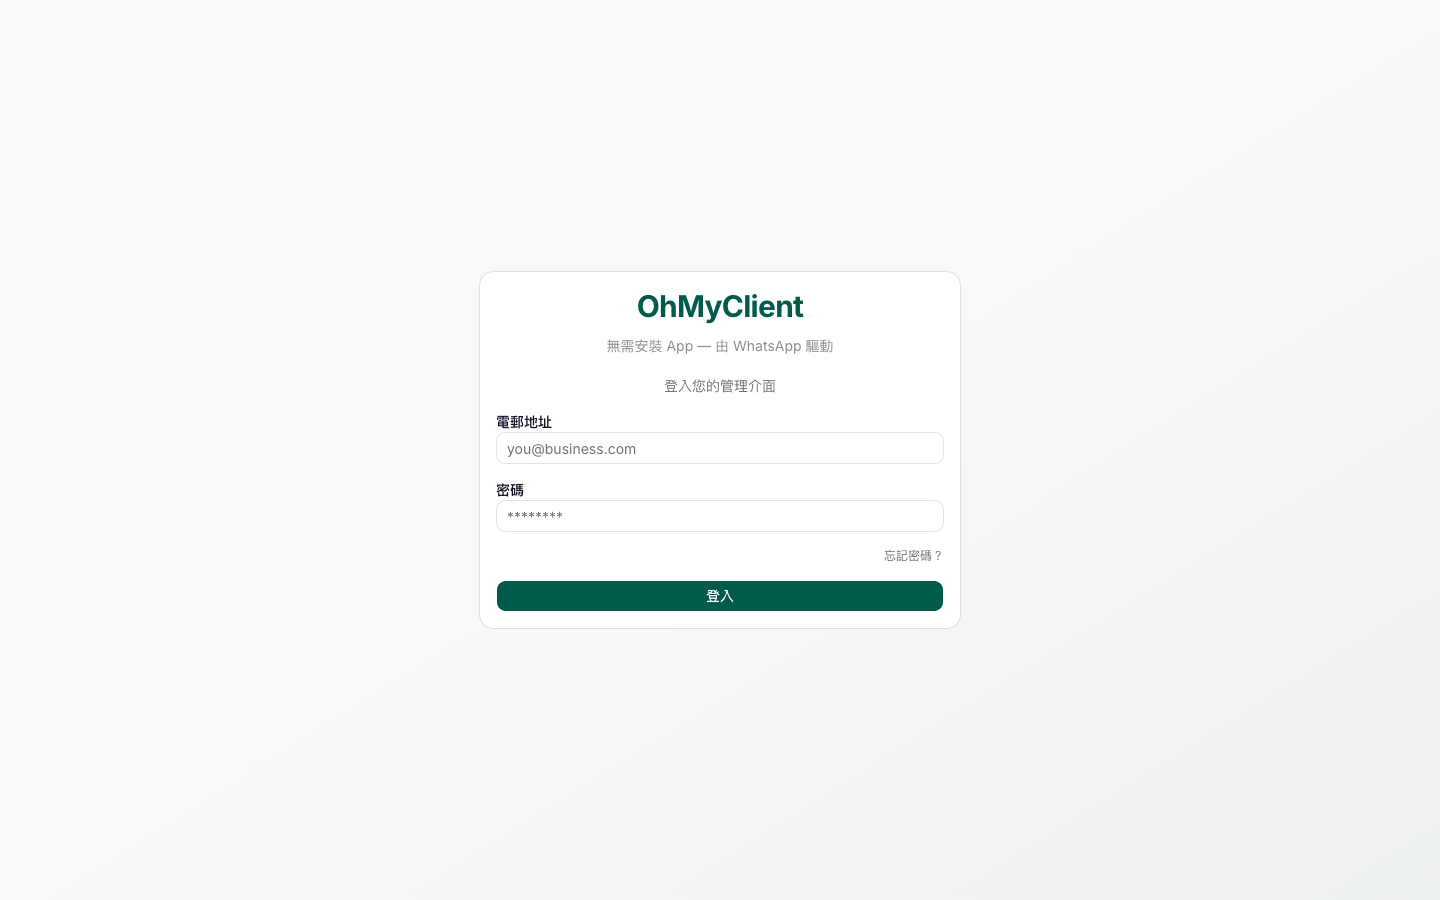 OhMyClient
無需安裝 App — 由 WhatsApp 驅動
登入您的管理介面
電郵地址
you@business.com
密碼
********
忘記密碼？
登入